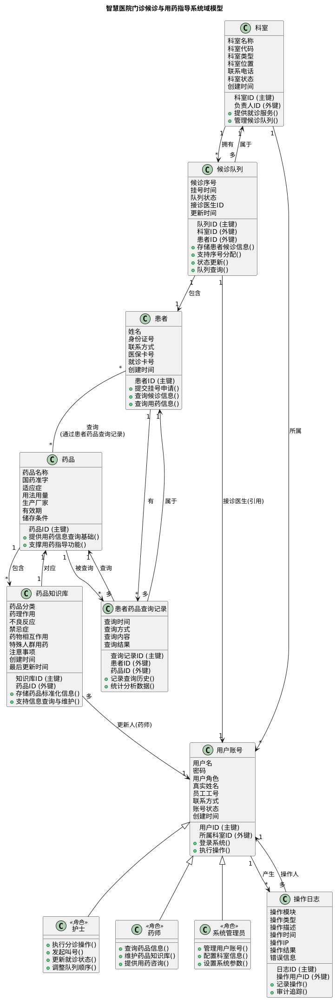 智慧医院门诊候诊与用药指导系统域模型
C 科室
科室名称
科室代码
科室类型
科室位置
联系电话
科室状态
创建时间
科室ID (主键)
负责人ID (外键)
提供就诊服务()
管理候诊队列()
1
1
1
拥有
属于
*
多
C 候诊队列
候诊序号
挂号时间
队列状态
接诊医生ID
更新时间
队列ID (主键)
科室ID (外键)
患者ID (外键)
存储患者候诊信息()
支持序号分配()
状态更新()
队列查询()
1
1
包含
1
C 患者
姓名
身份证号
联系方式
医保卡号
就诊卡号
创建时间
患者ID (主键)
提交挂号申请()
查询候诊信息()
查询用药信息()
*
1
1
查询
(通过患者药品查询记录)
所属
*
C 药品
药品名称
国药准字
适应症
用法用量
生产厂家
有效期
储存条件
药品ID (主键)
提供用药信息查询基础()
支撑用药指导功能()
有
属于
接诊医生(引用)
1
1
1
1
包含
对应
被查询
查询
*
1
*
多
*
多
C 药品知识库
药品分类
药理作用
不良反应
禁忌症
药物相互作用
特殊人群用药
注意事项
创建时间
最后更新时间
知识库ID (主键)
药品ID (外键)
存储药品标准化信息()
支持信息查询与维护()
C 患者药品查询记录
查询时间
查询方式
查询内容
查询结果
查询记录ID (主键)
患者ID (外键)
药品ID (外键)
记录查询历史()
统计分析数据()
多
更新人(药师)
1
1
*
C 用户账号
用户名
密码
用户角色
真实姓名
员工工号
联系方式
账号状态
创建时间
用户ID (主键)
所属科室ID (外键)
登录系统()
执行操作()
1
1
产生
操作人
*
多
C «角色»
护士
执行分诊操作()
发起叫号()
更新就诊状态()
调整队列顺序()
C «角色»
药师
查询药品信息()
维护药品知识库()
提供用药咨询()
C «角色»
系统管理员
管理用户账号()
配置科室信息()
设置系统参数()
C 操作日志
操作模块
操作类型
操作描述
操作时间
操作IP
操作结果
错误信息
日志ID (主键)
操作用户ID (外键)
记录操作()
审计追踪()